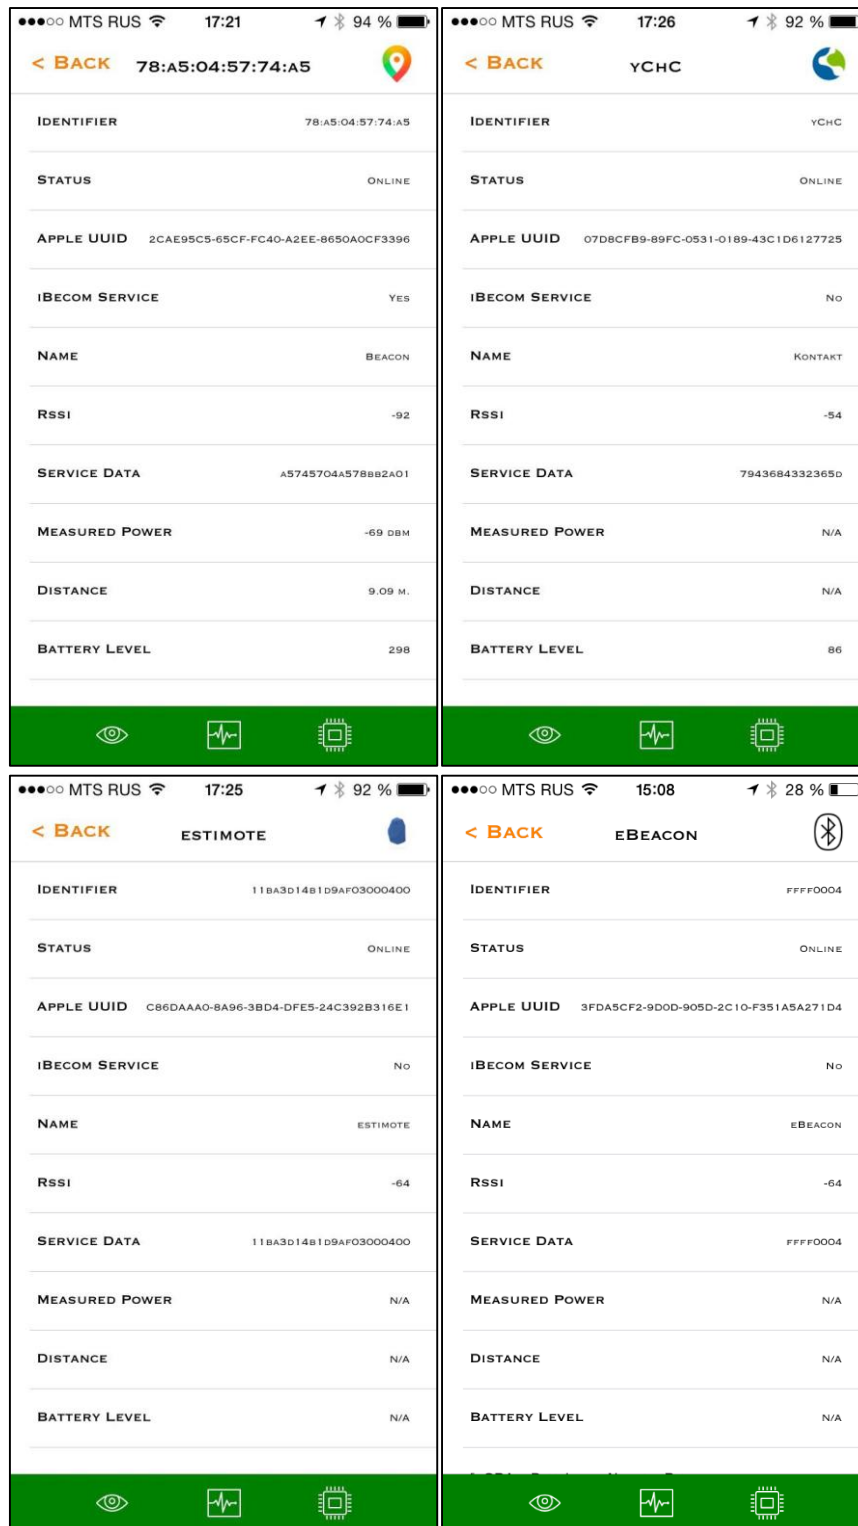 MTS RUS 17:21 94 %
< BACK 78:A5:04:57:74:A5
IDENTIFIER 78:A5:04:57:74:A5
STATUS ONLINE
APPLE UUID 2CAE95C5-65CF-FC40-A2EE-8650A0CF3396
iBECOM SERVICE YES
NAME BEACON
RSSI -92
SERVICE DATA A5745704A578BB2A01
MEASURED POWER -69 DBM
DISTANCE 9.09 M.
BATTERY LEVEL 298
MTS RUS 17:26 92 %
< BACK YCHC
IDENTIFIER YCHC
STATUS ONLINE
APPLE UUID 07D8CFB9-89FC-0531-0189-43C1D6127725
iBECOM SERVICE NO
NAME KONTAKT
RSSI -54
SERVICE DATA 7943684332365D
MEASURED POWER N/A
DISTANCE N/A
BATTERY LEVEL 86
MTS RUS 17:25 92 %
< BACK ESTIMOTE
IDENTIFIER 11BA3D14B1D9AF03000400
STATUS ONLINE
APPLE UUID C86DAAA0-8A96-3BD4-DFE5-24C392B316E1
iBECOM SERVICE NO
NAME ESTIMOTE
RSSI -64
SERVICE DATA 11BA3D14B1D9AF03000400
MEASURED POWER N/A
DISTANCE N/A
BATTERY LEVEL N/A
MTS RUS 15:08 28 %
< BACK EBEACON
IDENTIFIER FFFF0004
STATUS ONLINE
APPLE UUID 3FDA5CF2-9D0D-905D-2C10-F351A5A271D4
iBECOM SERVICE NO
NAME EBEACON
RSSI -64
SERVICE DATA FFFF0004
MEASURED POWER N/A
DISTANCE N/A
BATTERY LEVEL N/A